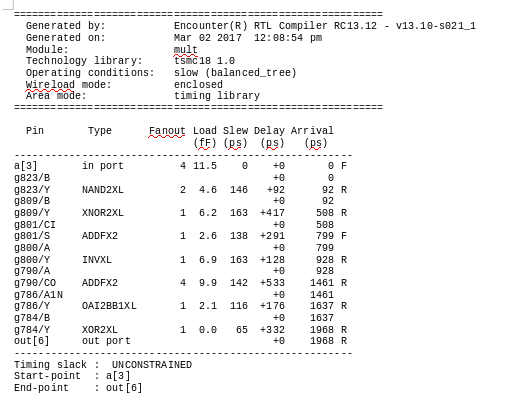 ============================================================
Generated by: Encounter(R) RTL Compiler RC13.12 - v13.10-s021_1
Generated on: Mar 02 2017 12:08:54 pm
Module: mult
Technology library: tsmc18 1.0
Operating conditions: slow (balanced_tree)
Wireload mode: enclosed
Area mode: timing library
============================================================
Pin Type Fanout Load Slew Delay Arrival
(fF) (ps) (ps) (ps)
-------------------------------------------------------
a[3] in port 4 11.5 0 +0 0 F
g823/B +0 0
g823/Y NAND2XL 2 4.6 146 +92 92 R
g809/B +0 92
g809/Y XNOR2XL 1 6.2 163 +417 508 R
g801/CI +0 508
g801/S ADDFX2 1 2.6 138 +291 799 F
g800/A +0 799
g800/Y INVXL 1 6.9 163 +128 928 R
g790/A +0 928
g790/CO ADDFX2 4 9.9 142 +533 1461 R
g786/A1N +0 1461
g786/Y OAI2BB1XL 1 2.1 116 +176 1637 R
g784/B +0 1637
g784/Y XOR2XL 1 0.0 65 +332 1968 R
out[6] out port +0 1968 R
-------------------------------------------------------
Timing slack : UNCONSTRAINED
Start-point : a[3]
End-point : out[6]